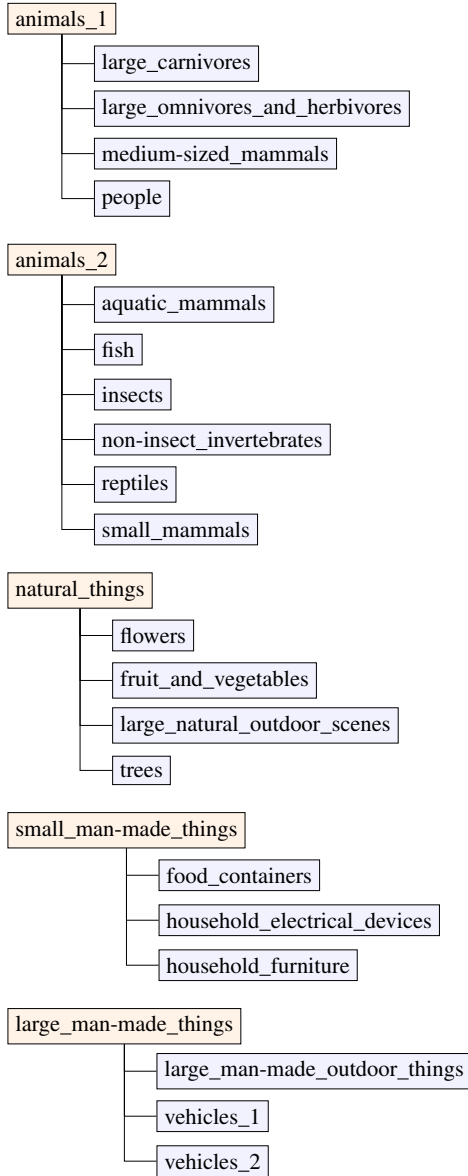 animals_1
large_carnivores
large_omnivores_and_herbivores
medium-sized_mammals
people
animals_2
aquatic_mammals
fish
insects
non-insect_invertebrates
reptiles
small_mammals
natural_things
flowers
fruit_and_vegetables
large_natural_outdoor_scenes
trees
small_man-made_things
food_containers
household_electrical_devices
household_furniture
large_man-made_things
large_man-made_outdoor_things
vehicles_1
vehicles_2